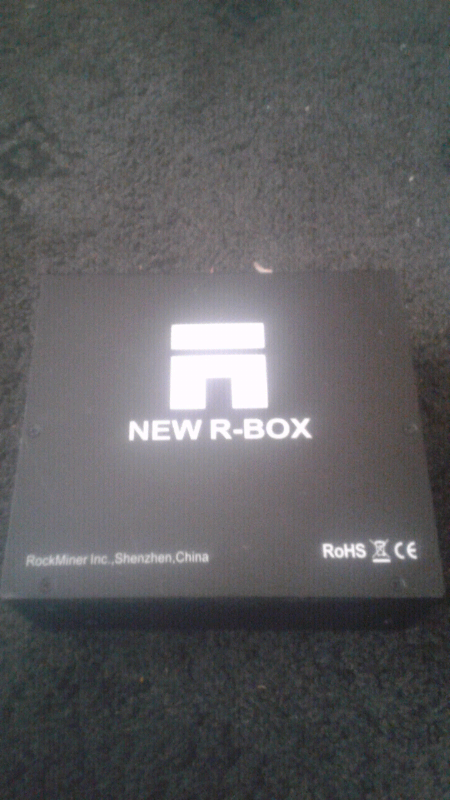 NEW R-BOX
RockMiner Inc.,Shenzhen,China
RoHS CE